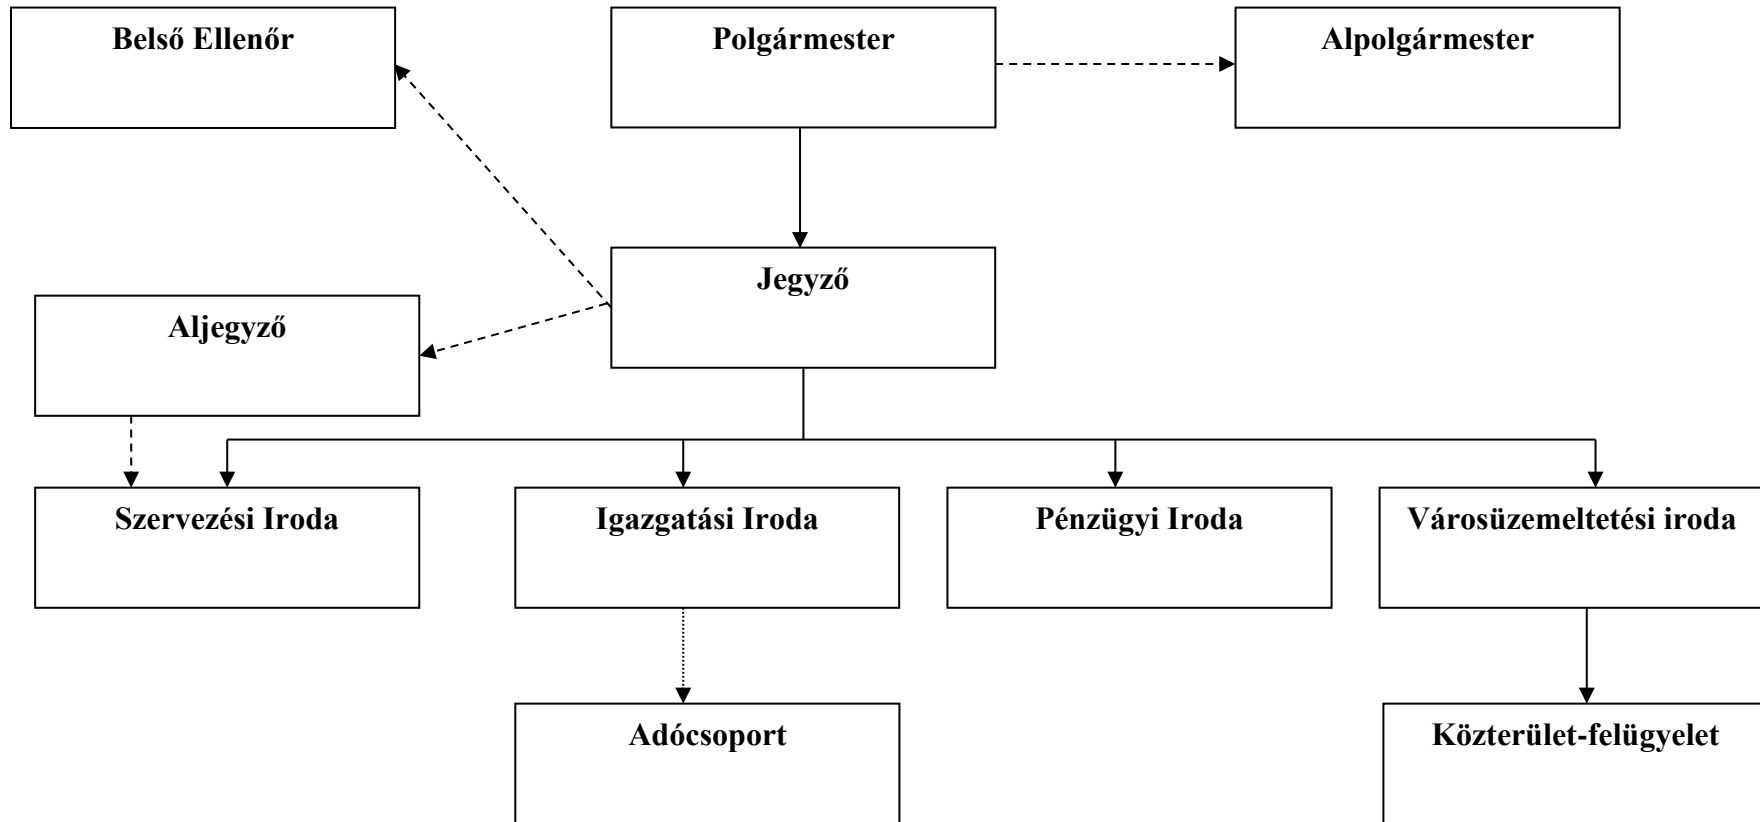 Belső Ellenőr
Polgármester
Alpolgármester
Jegyző
Aljegyző
Szervezési Iroda
Igazgatási Iroda
Pénzügyi Iroda
Városüzemeltetési iroda
Adócsoport
Közterület-felügyelet